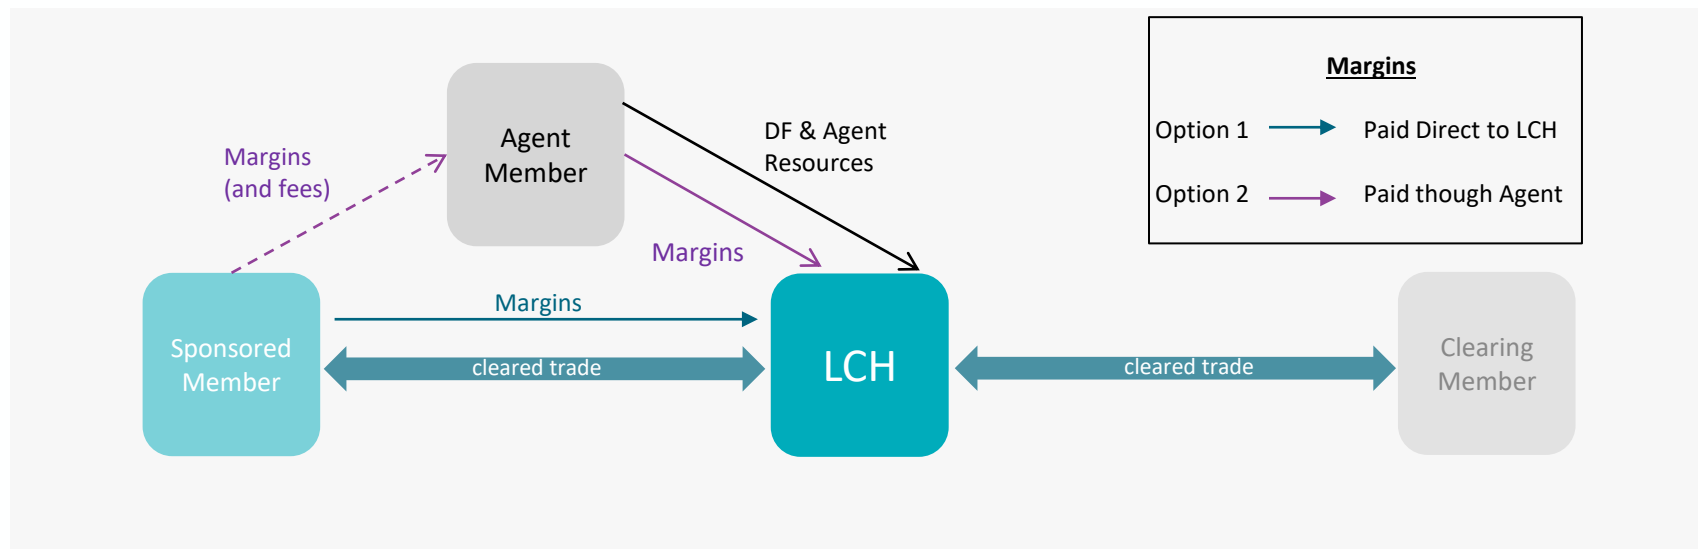 Margins
Option 1
Paid Direct to LCH
Option 2
Paid though Agent
Agent
Member
DF & Agent
Resources
Margins
(and fees)
Margins
Margins
Sponsored
Member
cleared trade
LCH
cleared trade
Clearing
Member